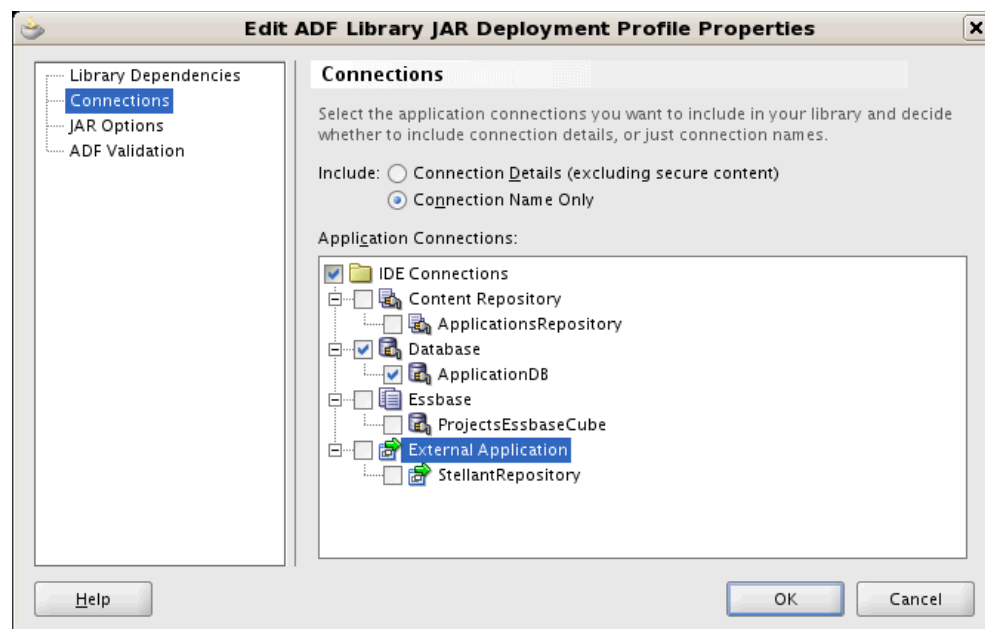 Edit ADF Library JAR Deployment Profile Properties
Library Dependencies
Connections
JAR Options
ADF Validation
Connections
Select the application connections you want to include in your library and decide
whether to include connection details, or just connection names.
Include: Connection Details (excluding secure content)
Connection Name Only
Application Connections:
IDE Connections
Content Repository
ApplicationsRepository
Database
ApplicationDB
Essbase
ProjectsEssbaseCube
External Application
StellantRepository
Help
OK
Cancel